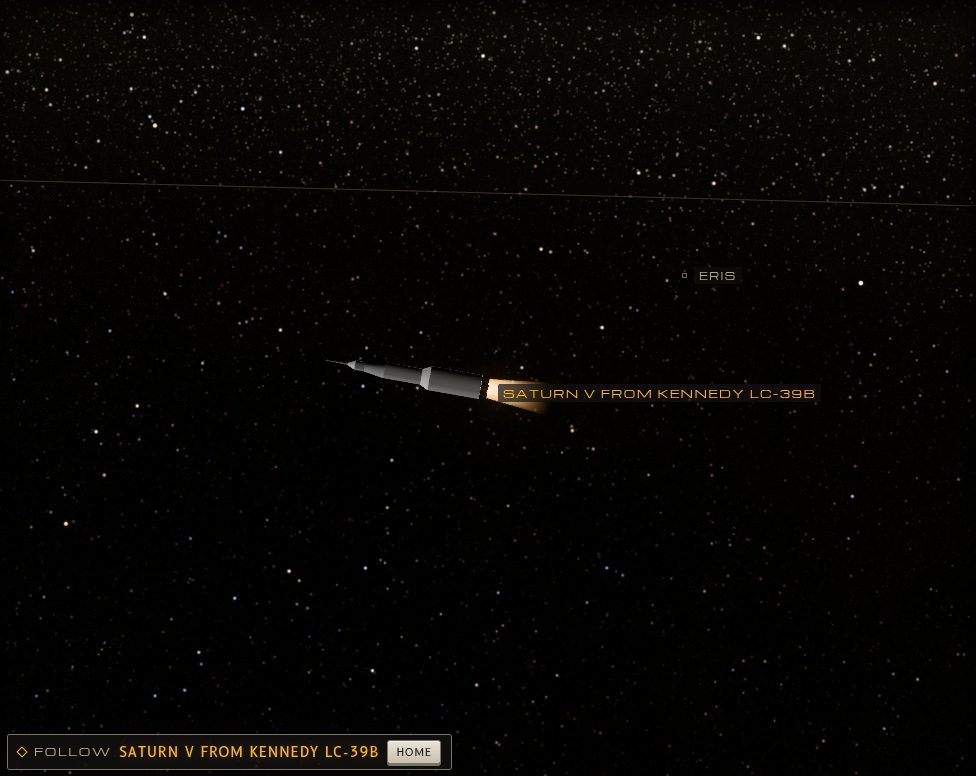 ERIS
SATURN V FROM KENNEDY LC-39B
FOLLOW SATURN V FROM KENNEDY LC-39B HOME